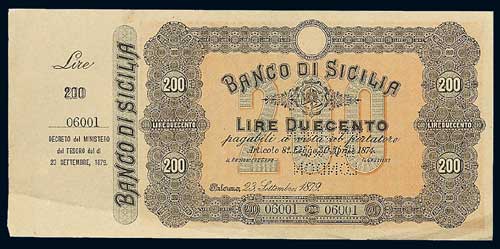 Lire
200
06001
DECRETO del MINISTERO
del TESORO del dì
23 SETTEMBRE, 1879.
BANCO DI SICILIA
200
200
BANCO DI SICILIA
200
LIRE DUECENTO
LIRE DUECENTO
LIRE DUECENTO
pagabili a vista al portatore
Articolo 8º Legge 30 Aprile 1874.
200
200
Palermo, 23 Settembre 1879.
06001
06001